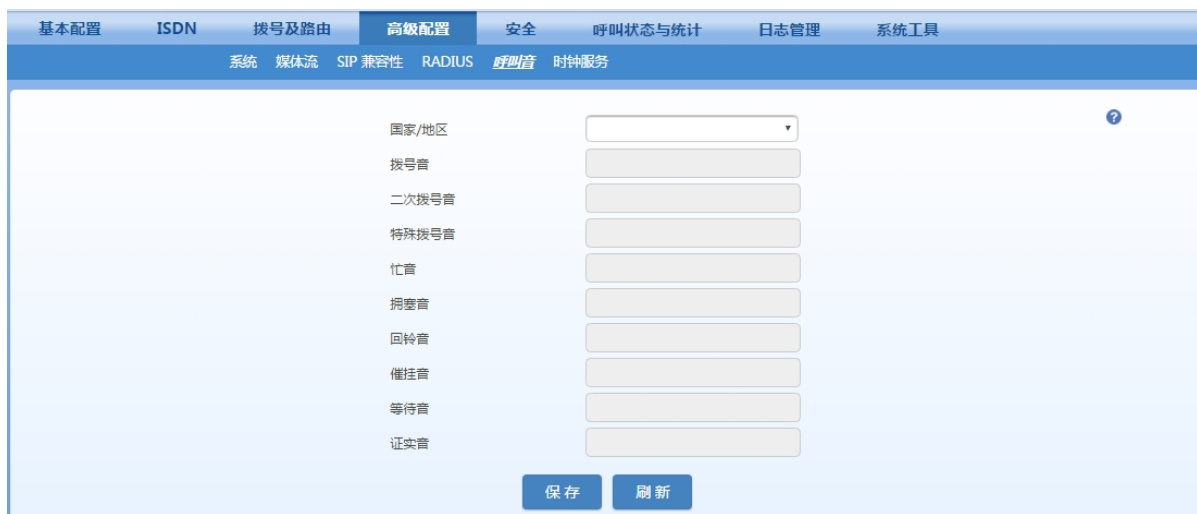 基本配置 ISDN 拨号及路由 高级配置 安全 呼叫状态与统计 日志管理 系统工具
系统 媒体流 SIP 兼容性 RADIUS 呼叫音 时钟服务
国家/地区
?
拨号音
二次拨号音
特殊拨号音
忙音
拥塞音
回铃音
催挂音
等待音
证实音
保存 刷新